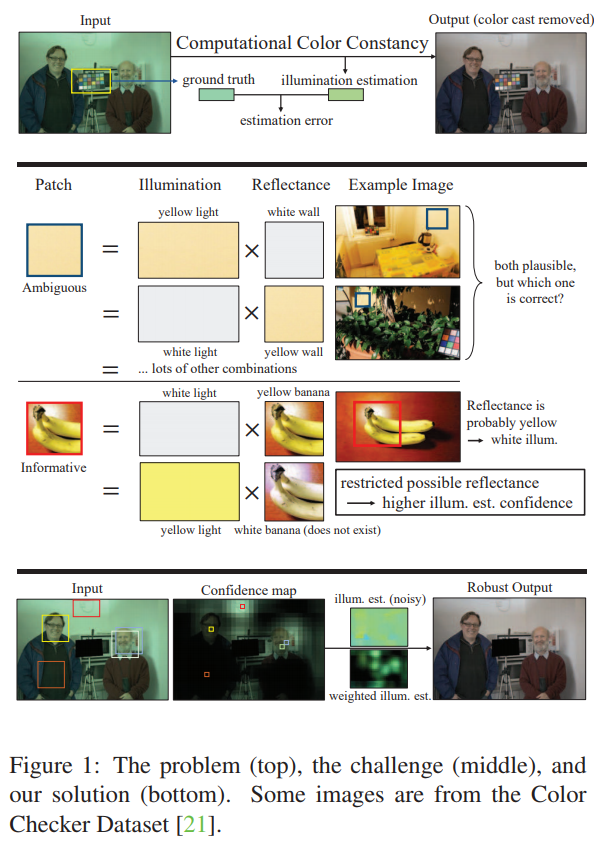 Input
Output (color cast removed)
Computational Color Constancy
ground truth
illumination estimation
estimation error
Patch
Illumination
Reflectance
Example Image
yellow light
white wall
=
×
Ambiguous
both plausible,
but which one
is correct?
=
×
white light
yellow wall
= ... lots of other combinations
white light
yellow banana
=
×
Informative
Reflectance is
probably yellow
→ white illum.
restricted possible reflectance
→ higher illum. est. confidence
=
×
yellow light
white banana (does not exist)
Input
Confidence map
illum. est. (noisy)
Robust Output
weighted illum. est.
Figure 1: The problem (top), the challenge (middle), and
our solution (bottom). Some images are from the Color
Checker Dataset [21].